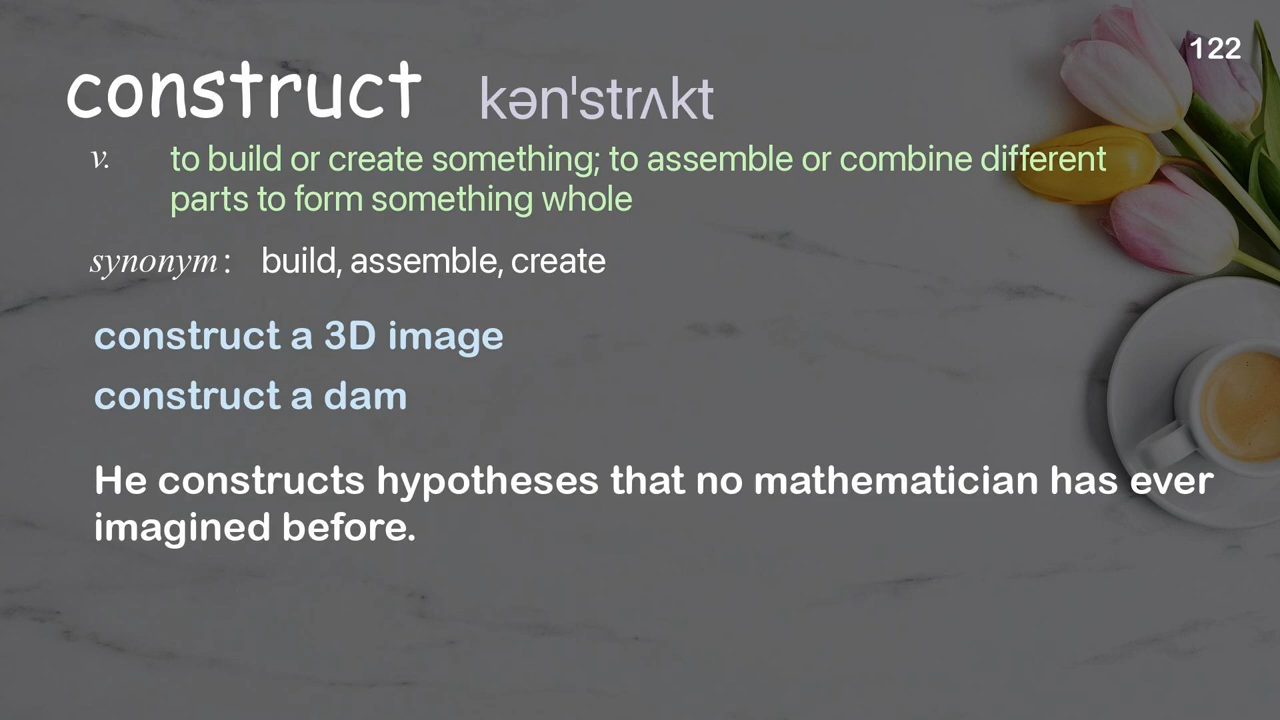 122
construct kən'strʌkt
v. to build or create something; to assemble or combine different
parts to form something whole
synonym: build, assemble, create
construct a 3D image
construct a dam
He constructs hypotheses that no mathematician has ever
imagined before.